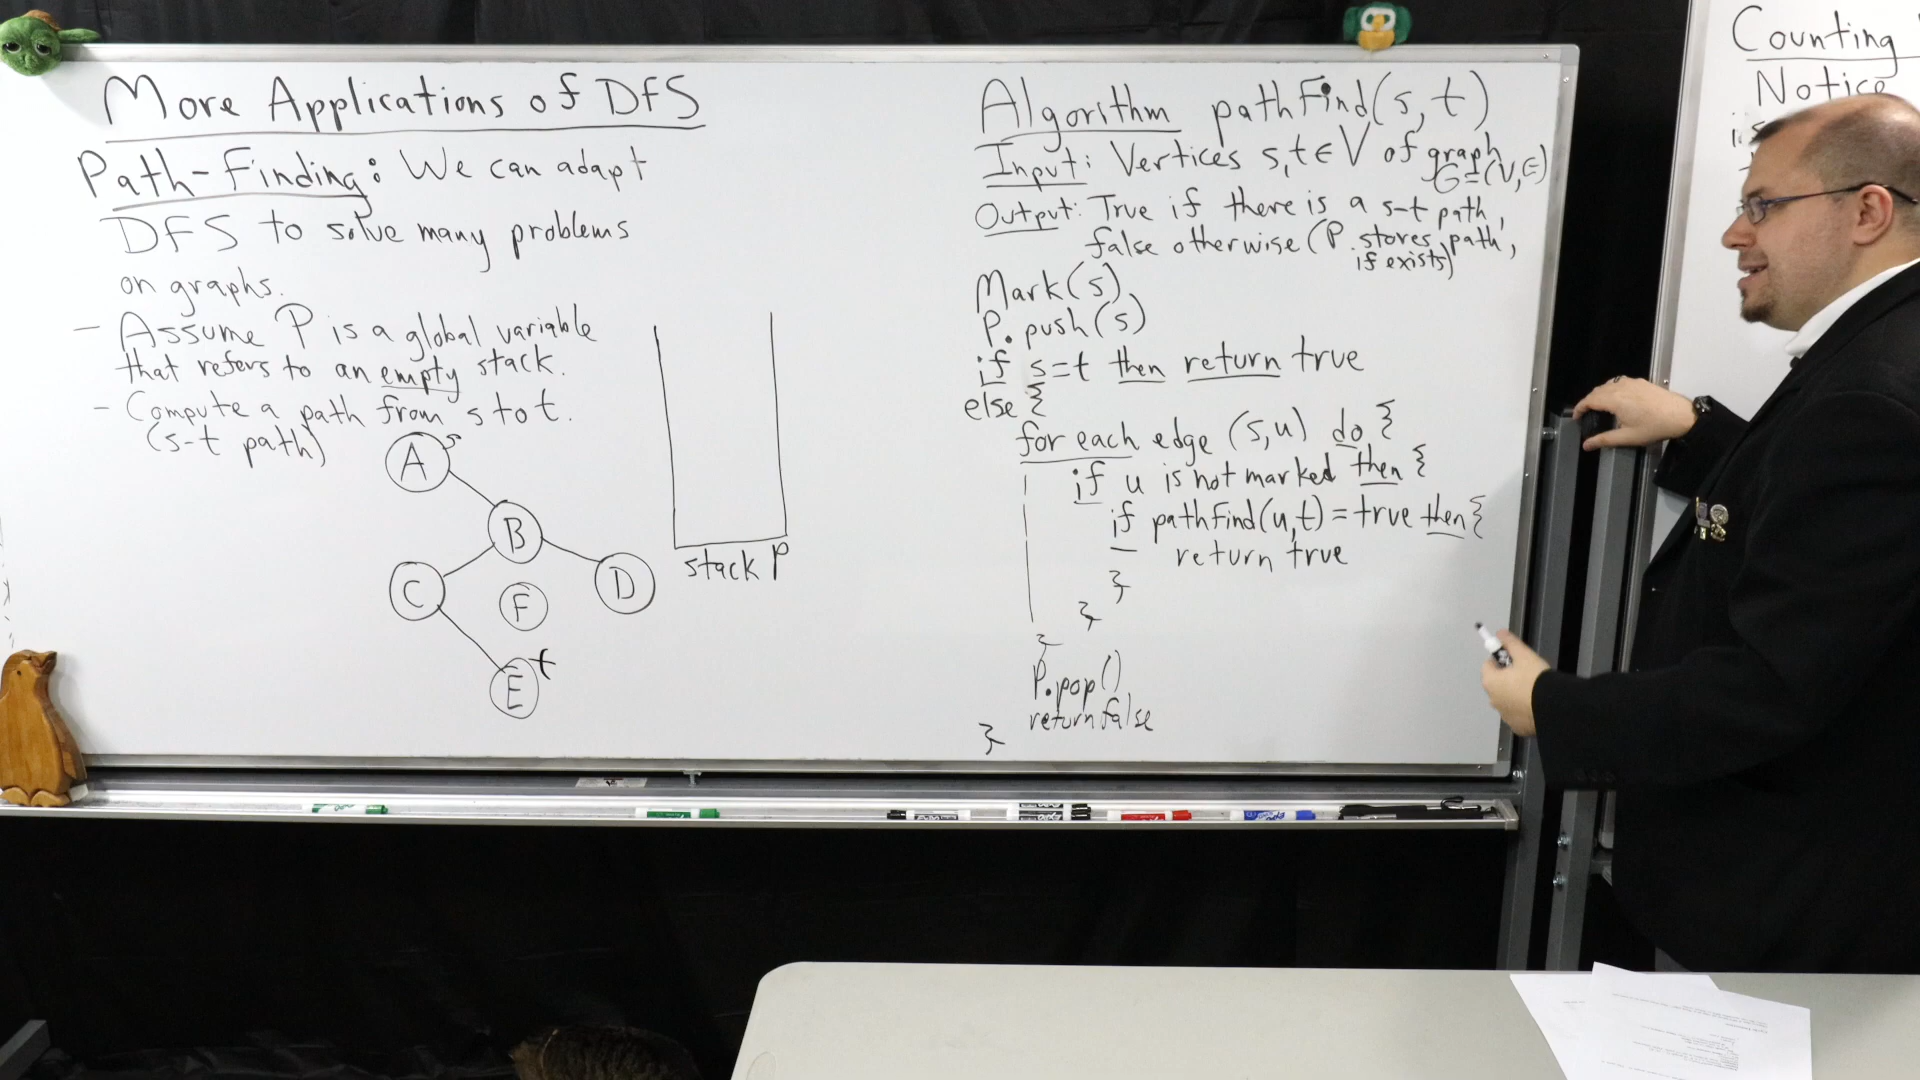 More Applications of DFS
Path-Finding: We can adapt
DFS to solve many problems
on graphs.
- Assume P is a global variable
that refers to an empty stack.
- Compute a path from s to t.
(s-t path)
A s
B
C
F
D
E t
stack P
Algorithm pathFind(s,t)
Input: Vertices s,t∈V of graph
G=(V,E)
Output: True if there is a s-t path,
false otherwise (P stores path,
if exists)
Mark(s)
P.push(s)
if s=t then return true
else {
for each edge (s,u) do {
if u is not marked then {
if pathFind(u,t)=true then {
return true
}
}
}
P.pop()
return false
}
Counting
Notice